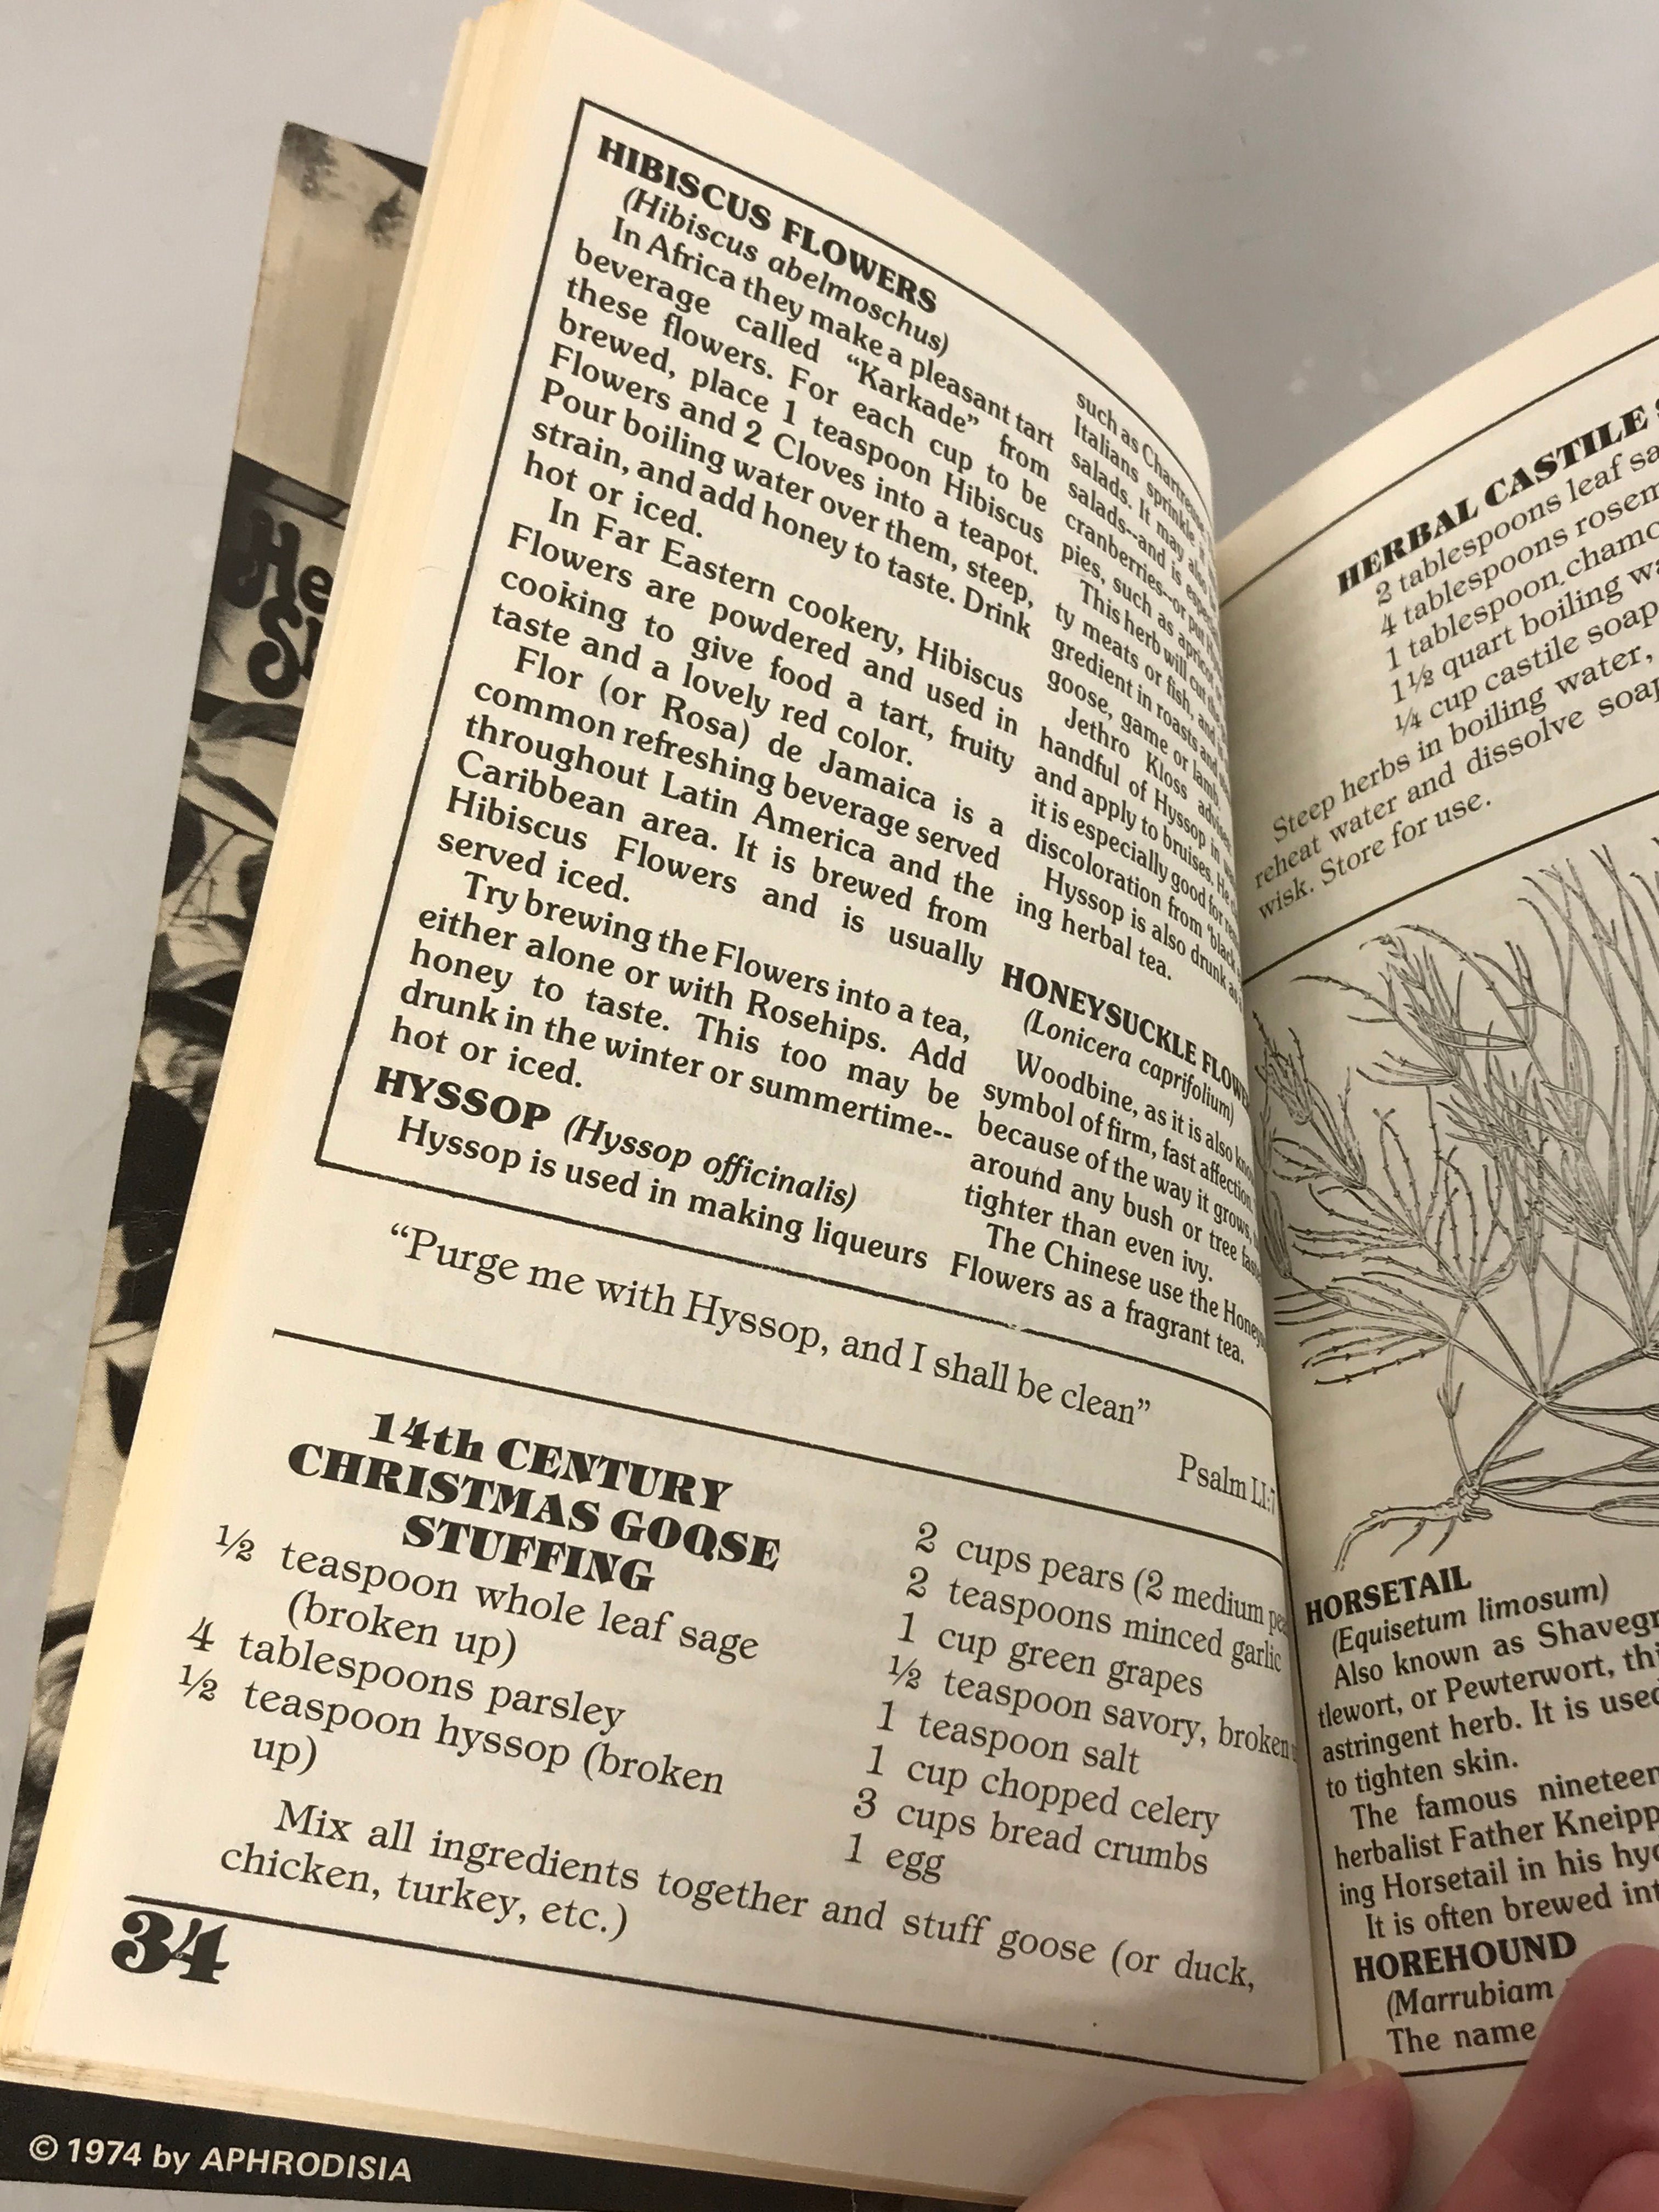 HIBISCUS FLOWERS
(Hibiscus abelmoschus)
In Africa they make a pleasant tart
beverage called "Karkade" from
these flowers. For each cup to be
brewed, place 1 teaspoon Hibiscus
Flowers and 2 Cloves into a teapot.
Pour boiling water over them, steep,
strain, and add honey to taste. Drink
hot or iced.
In Far Eastern cookery, Hibiscus
Flowers are powdered and used in
cooking to give food a tart, fruity
taste and a lovely red color.
Flor (or Rosa) de Jamaica is a
common refreshing beverage served
throughout Latin America and the
Caribbean area. It is brewed from
Hibiscus Flowers and is usually
served iced.
Try brewing the Flowers into a tea,
either alone or with Rosehips. Add
honey to taste. This too may be
drunk in the winter or summertime--
hot or iced.
HYSSOP (Hyssop officinalis)
Hyssop is used in making liqueurs
such as Chartreuse.
Italians sprinkle it
salads. It may also
salads--and is
cranberries--or put
pies, such as apricot
This herb will cut the
ty meats or fish, and
gredient in roasts and
goose, game or lamb.
Jethro Kloss advises
handful of Hyssop in
and apply to bruises. He
it is especially good for
discoloration from "black
Hyssop is also drunk as
ing herbal tea.
HONEYSUCKLE
(Lonicera caprifolium)
Woodbine, as it is also
symbol of firm, fast affection
because of the way it grows,
around any bush or tree
tighter than even ivy.
The Chinese use the
Flowers as a fragrant tea.
"Purge me with Hyssop, and I shall be clean"
Psalm LI:7
14th CENTURY
CHRISTMAS GOOSE
STUFFING
½ teaspoon whole leaf sage
(broken up)
4 tablespoons parsley
½ teaspoon hyssop (broken
up)
2 cups pears (2 medium
2 teaspoons minced garlic
1 cup green grapes
½ teaspoon savory, broken
1 teaspoon salt
1 cup chopped celery
3 cups bread crumbs
1 egg
Mix all ingredients together and stuff goose (or duck,
chicken, turkey, etc.)
34
HERBAL CASTILE
2 tablespoons leaf
4 tablespoons
1 tablespoon
1½ quart boiling
¼ cup castile soap
Steep herbs in boiling water,
reheat water and dissolve soap
wisk. Store for use.
HORSETAIL
(Equisetum limosum)
Also known as
tlewort, or Pewterwort,
astringent herb. It is used
to tighten skin.
The famous
herbalist Father Kneipp
ing Horsetail in his
It is often brewed
HOREHOUND
(Marrubiam
The name
© 1974 by APHRODISIA